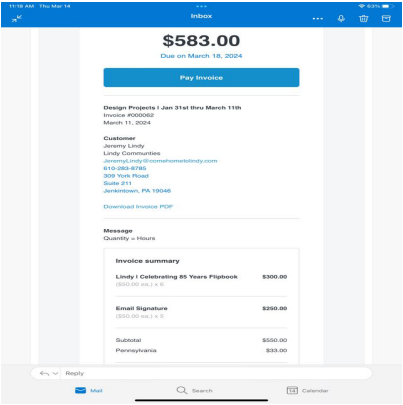 11:18 AM Thu Mar 14
63%
Inbox
$583.00
Due on March 18, 2024
Pay Invoice
Design Projects I Jan 31st thru March 11th
Invoice #000062
March 11, 2024
Customer
Jeremy Lindy
Lindy Communties
JeremyLindy@comehometolindy.com
610-283-8785
309 York Road
Suite 211
Jenkintown, PA 19046
Download Invoice PDF
Message
Quantity = Hours
Invoice summary
Lindy I Celebrating 85 Years Flipbook $300.00
($50.00 ea.) x 6
Email Signature $250.00
($50.00 ea.) x 5
Subtotal $550.00
Pennsylvania $33.00
Reply
Mail Search 14 Calendar